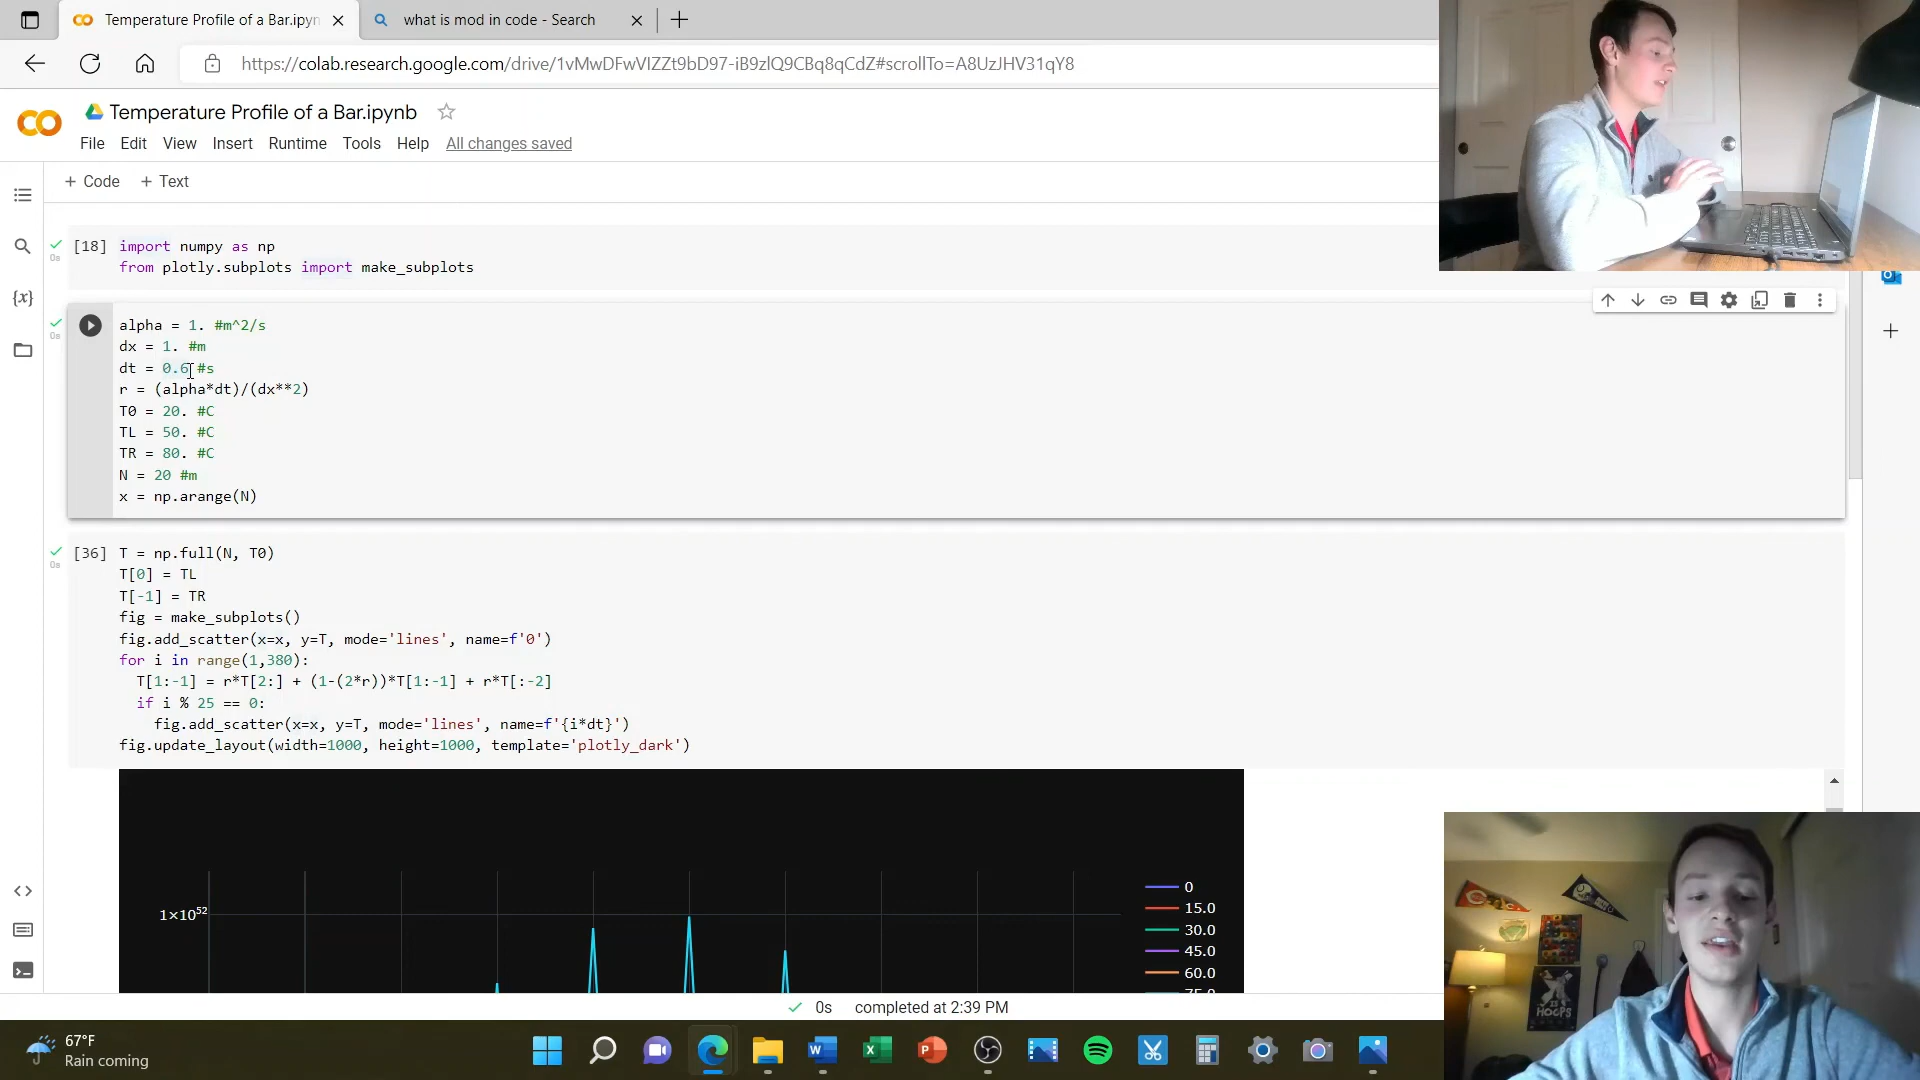 Temperature Profile of a Bar.ipyn
what is mod in code - Search
https://colab.research.google.com/drive/1vMwDFwVIZZt9bD97-iB9zlQ9CBq8qCdZ#scrollTo=A8UzJHV31qY8
CO
Temperature Profile of a Bar.ipynb
File Edit View Insert Runtime Tools Help All changes saved
+ Code + Text
[18] import numpy as np
from plotly.subplots import make_subplots
0s
{x}
alpha = 1. #m^2/s
0s
dx = 1. #m
dt = 0.6 #s
r = (alpha*dt)/(dx**2)
T0 = 20. #C
TL = 50. #C
TR = 80. #C
N = 20 #m
x = np.arange(N)
[36] T = np.full(N, T0)
0s
T[0] = TL
T[-1] = TR
fig = make_subplots()
fig.add_scatter(x=x, y=T, mode='lines', name=f'0')
for i in range(1,380):
T[1:-1] = r*T[2:] + (1-(2*r))*T[1:-1] + r*T[:-2]
if i % 25 == 0:
fig.add_scatter(x=x, y=T, mode='lines', name=f'{i*dt}')
fig.update_layout(width=1000, height=1000, template='plotly_dark')
1×10⁵²
0
15.0
30.0
45.0
60.0
75.0
0s completed at 2:39 PM
67°F
Rain coming
HOOPS